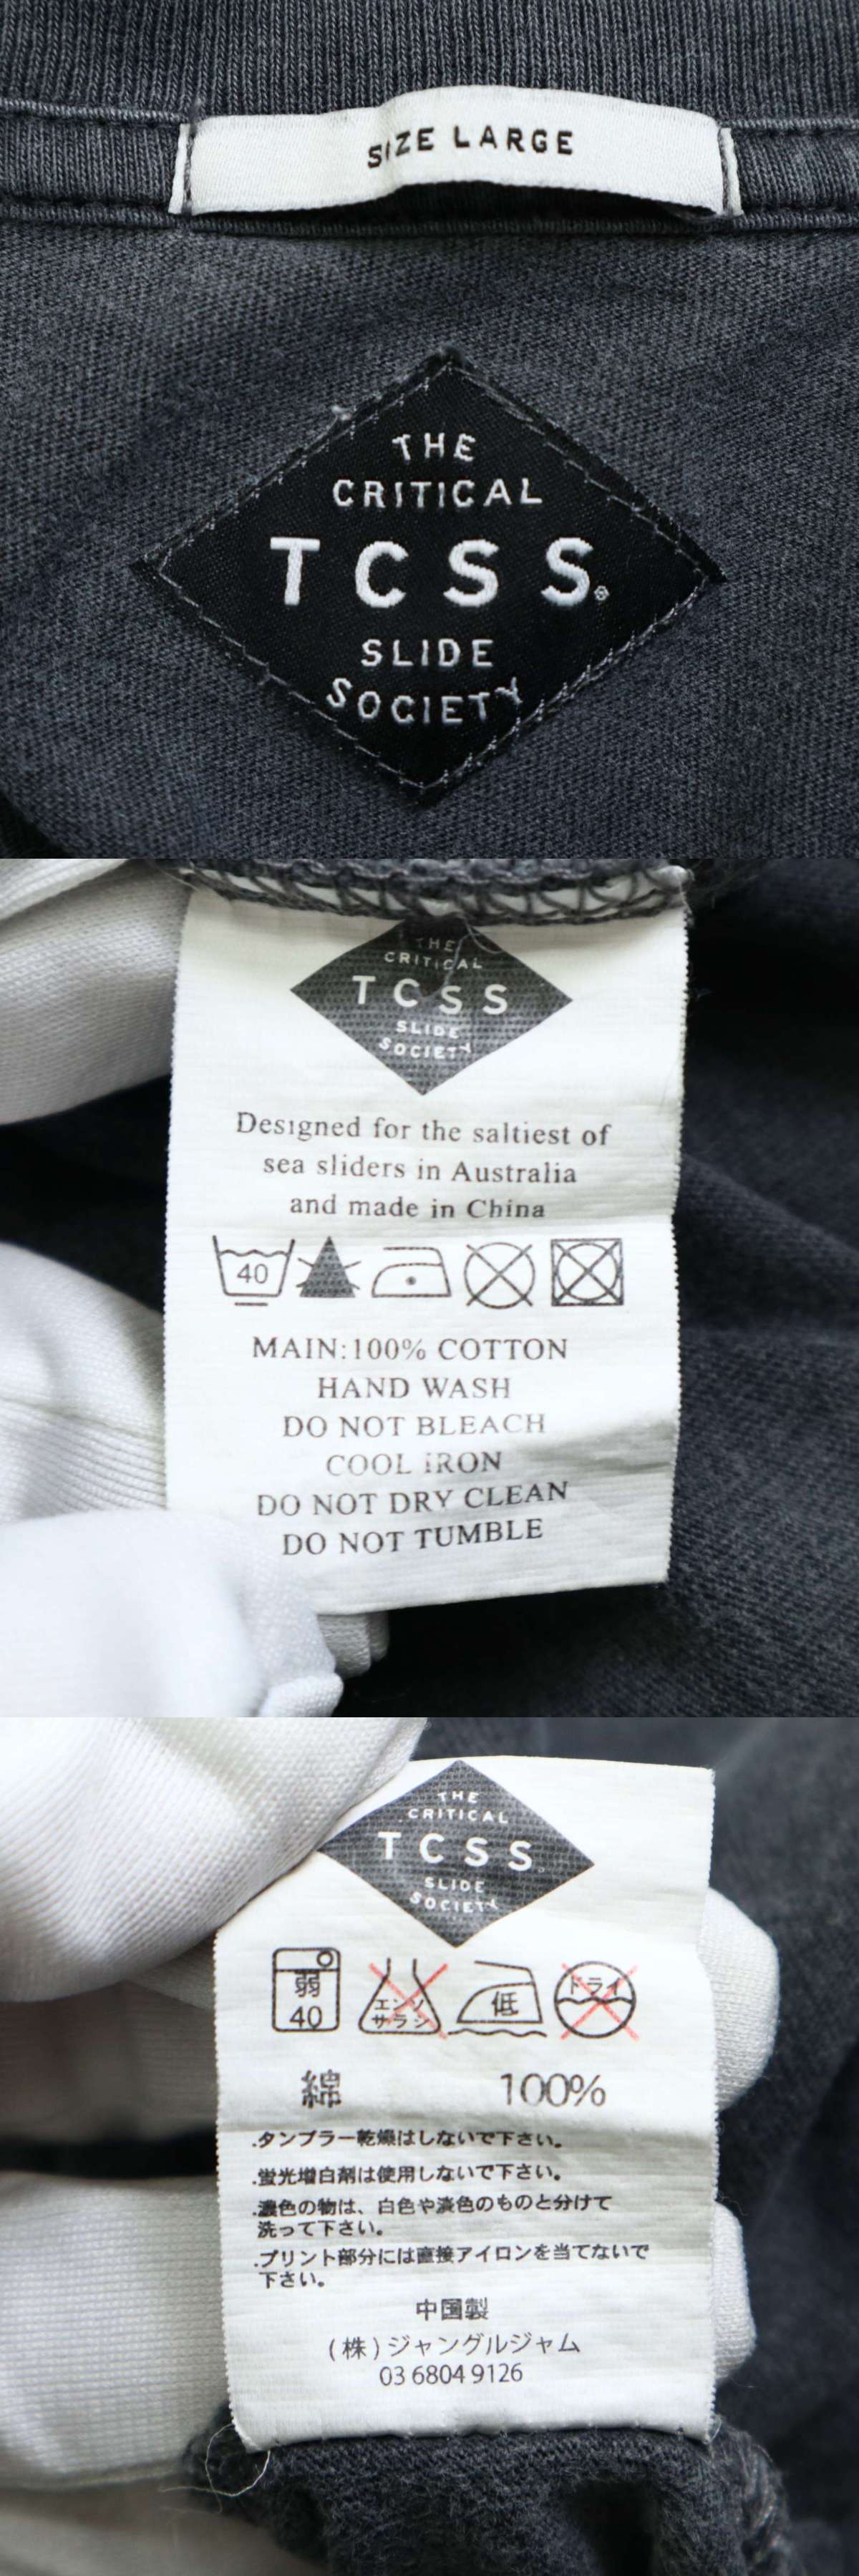 SIZE LARGE
THE
CRITICAL
TCSS®
SLIDE
SOCIETY
THE
CRITICAL
TCSS
SLIDE
SOCIETY
Designed for the saltiest of
sea sliders in Australia
and made in China
40
MAIN:100% COTTON
HAND WASH
DO NOT BLEACH
COOL iRON
DO NOT DRY CLEAN
DO NOT TUMBLE
THE
CRITICAL
TCSS
SLIDE
SOCIETY
弱 エンソ 低 ドライ
40 サラシ
綿 100%
.タンブラー乾燥はしないで下さい。
.蛍光増白剤は使用しないで下さい。
.濃色の物は、白色や淡色のものと分けて
洗って下さい。
.プリント部分には直接アイロンを当てないで
下さい。
中国製
(株)ジャングルジャム
03 6804 9126